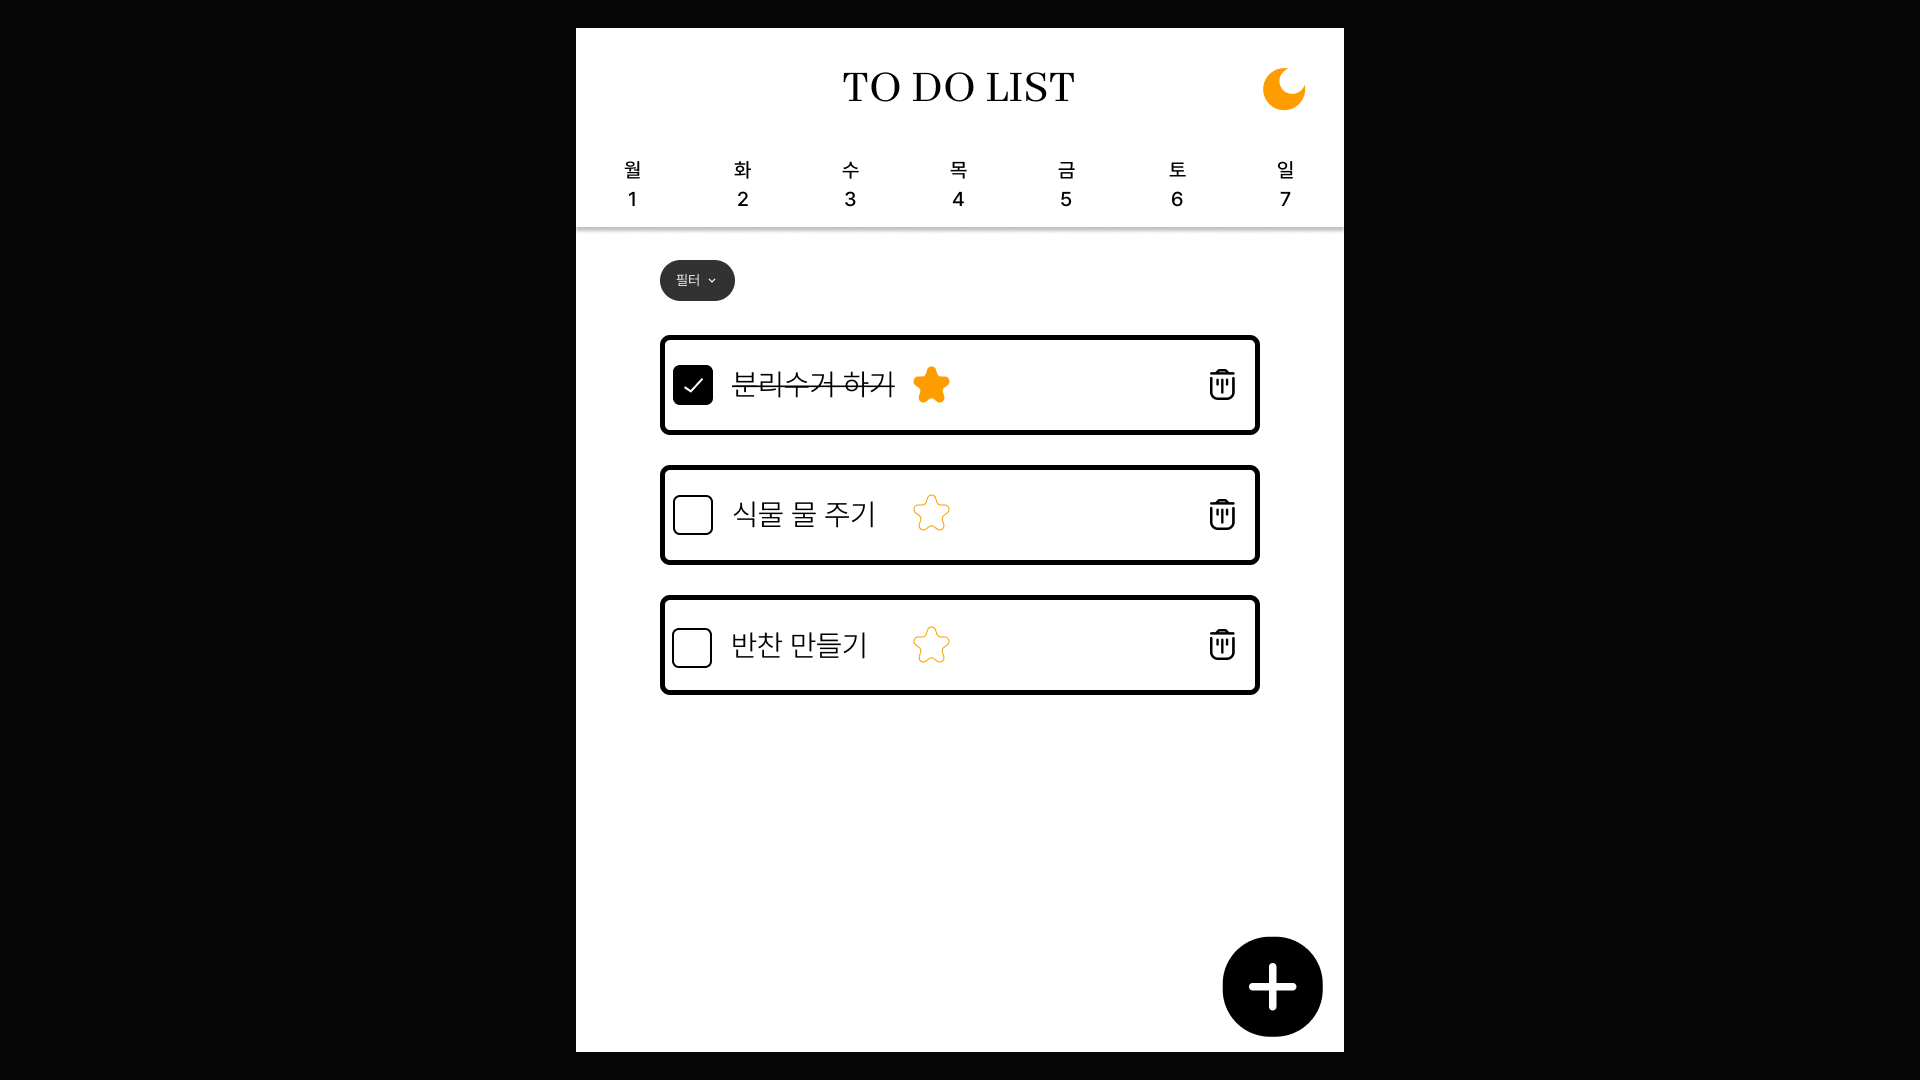 TO DO LIST
월 화 수 목 금 토 일
1 2 3 4 5 6 7
필터
분리수거 하기
식물 물 주기
반찬 만들기